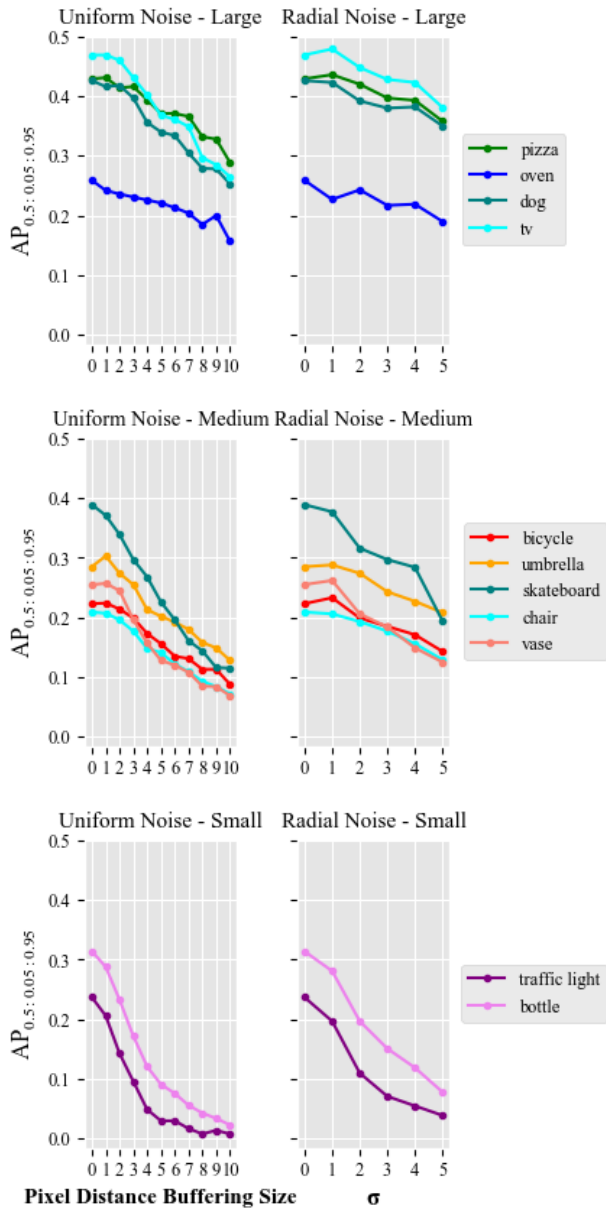 Uniform Noise - Large
Radial Noise - Large
AP0.5:0.05:0.95
0.5
0.4
0.3
0.2
0.1
0.0
0 1 2 3 4 5 6 7 8 9 10
0 1 2 3 4 5
pizza
oven
dog
tv
Uniform Noise - Medium
Radial Noise - Medium
AP0.5:0.05:0.95
0.5
0.4
0.3
0.2
0.1
0.0
0 1 2 3 4 5 6 7 8 9 10
0 1 2 3 4 5
bicycle
umbrella
skateboard
chair
vase
Uniform Noise - Small
Radial Noise - Small
AP0.5:0.05:0.95
0.5
0.4
0.3
0.2
0.1
0.0
0 1 2 3 4 5 6 7 8 9 10
0 1 2 3 4 5
traffic light
bottle
Pixel Distance Buffering Size
σ